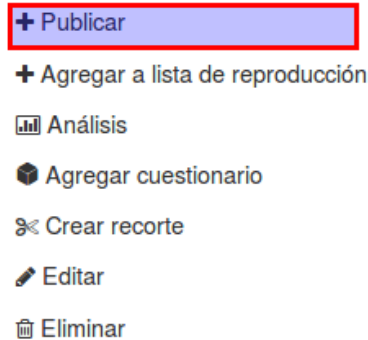 Publicar
Agregar a lista de reproducción
Análisis
Agregar cuestionario
Crear recorte
Editar
Eliminar